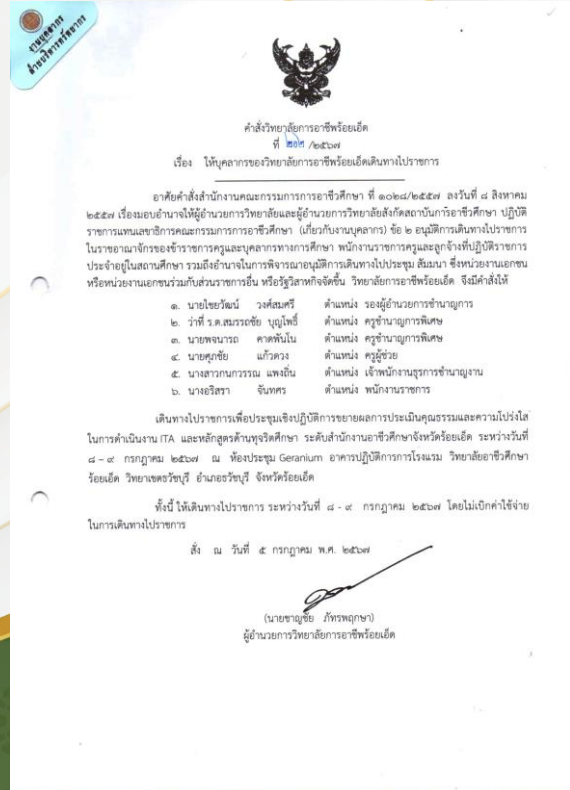 งานบุคลากร
ฝ่ายบริหารทรัพยากร
คำสั่งวิทยาลัยการอาชีพร้อยเอ็ด
ที่ ๒๐๒ /๒๕๖๗
เรื่อง ให้บุคลากรของวิทยาลัยการอาชีพร้อยเอ็ดเดินทางไปราชการ
อาศัยคำสั่งสำนักงานคณะกรรมการการอาชีวศึกษา ที่ ๑๐๒๘/๒๕๕๗ ลงวันที่ ๘ สิงหาคม
๒๕๕๗ เรื่องมอบอำนาจให้ผู้อำนวยการวิทยาลัยและผู้อำนวยการวิทยาลัยสังกัดสถาบันการอาชีวศึกษา ปฏิบัติ
ราชการแทนเลขาธิการคณะกรรมการการอาชีวศึกษา (เกี่ยวกับงานบุคลากร) ข้อ ๒ อนุมัติการเดินทางไปราชการ
ในราชอาณาจักรของข้าราชการครูและบุคลากรทางการศึกษา พนักงานราชการครูและลูกจ้างที่ปฏิบัติราชการ
ประจำอยู่ในสถานศึกษา รวมถึงอำนาจในการพิจารณาอนุมัติการเดินทางไปประชุม สัมมนา ซึ่งหน่วยงานเอกชน
หรือหน่วยงานเอกชนร่วมกับส่วนราชการอื่น หรือรัฐวิสาหกิจจัดขึ้น วิทยาลัยการอาชีพร้อยเอ็ด จึงมีคำสั่งให้
๑. นายไชยวัฒน์ วงศ์สมศรี ตำแหน่ง รองผู้อำนวยการชำนาญการ
๒. ว่าที่ ร.ต.สมรรถชัย บุญโพธิ์ ตำแหน่ง ครูชำนาญการพิเศษ
๓. นายพจนารถ คาดพันโน ตำแหน่ง ครูชำนาญการพิเศษ
๔. นายศุภชัย แก้วดวง ตำแหน่ง ครูผู้ช่วย
๕. นางสาวกนกวรรณ แพงถิ่น ตำแหน่ง เจ้าพนักงานธุรการชำนาญงาน
๖. นางอริสรา จันทศร ตำแหน่ง พนักงานราชการ
เดินทางไปราชการเพื่อประชุมเชิงปฏิบัติการขยายผลการประเมินคุณธรรมและความโปร่งใส
ในการดำเนินงาน ITA และหลักสูตรต้านทุจริตศึกษา ระดับสำนักงานอาชีวศึกษาจังหวัดร้อยเอ็ด ระหว่างวันที่
๘ – ๙ กรกฎาคม ๒๕๖๗ ณ ห้องประชุม Geranium อาคารปฏิบัติการการโรงแรม วิทยาลัยอาชีวศึกษา
ร้อยเอ็ด วิทยาเขตธวัชบุรี อำเภอธวัชบุรี จังหวัดร้อยเอ็ด
ทั้งนี้ ให้เดินทางไปราชการ ระหว่างวันที่ ๘ - ๙ กรกฎาคม ๒๕๖๗ โดยไม่เบิกค่าใช้จ่าย
ในการเดินทางไปราชการ
สั่ง ณ วันที่ ๕ กรกฎาคม พ.ศ. ๒๕๖๗
(นายชาญชัย ภัทรพฤกษา)
ผู้อำนวยการวิทยาลัยการอาชีพร้อยเอ็ด